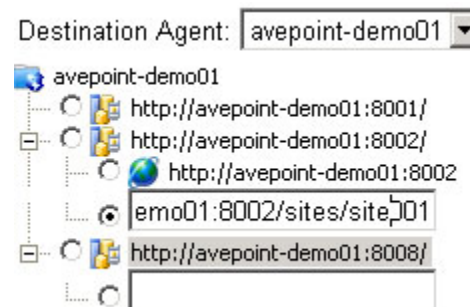 Destination Agent: avepoint-demo01
avepoint-demo01
http://avepoint-demo01:8001/
http://avepoint-demo01:8002/
http://avepoint-demo01:8002
emo01:8002/sites/site001
http://avepoint-demo01:8008/